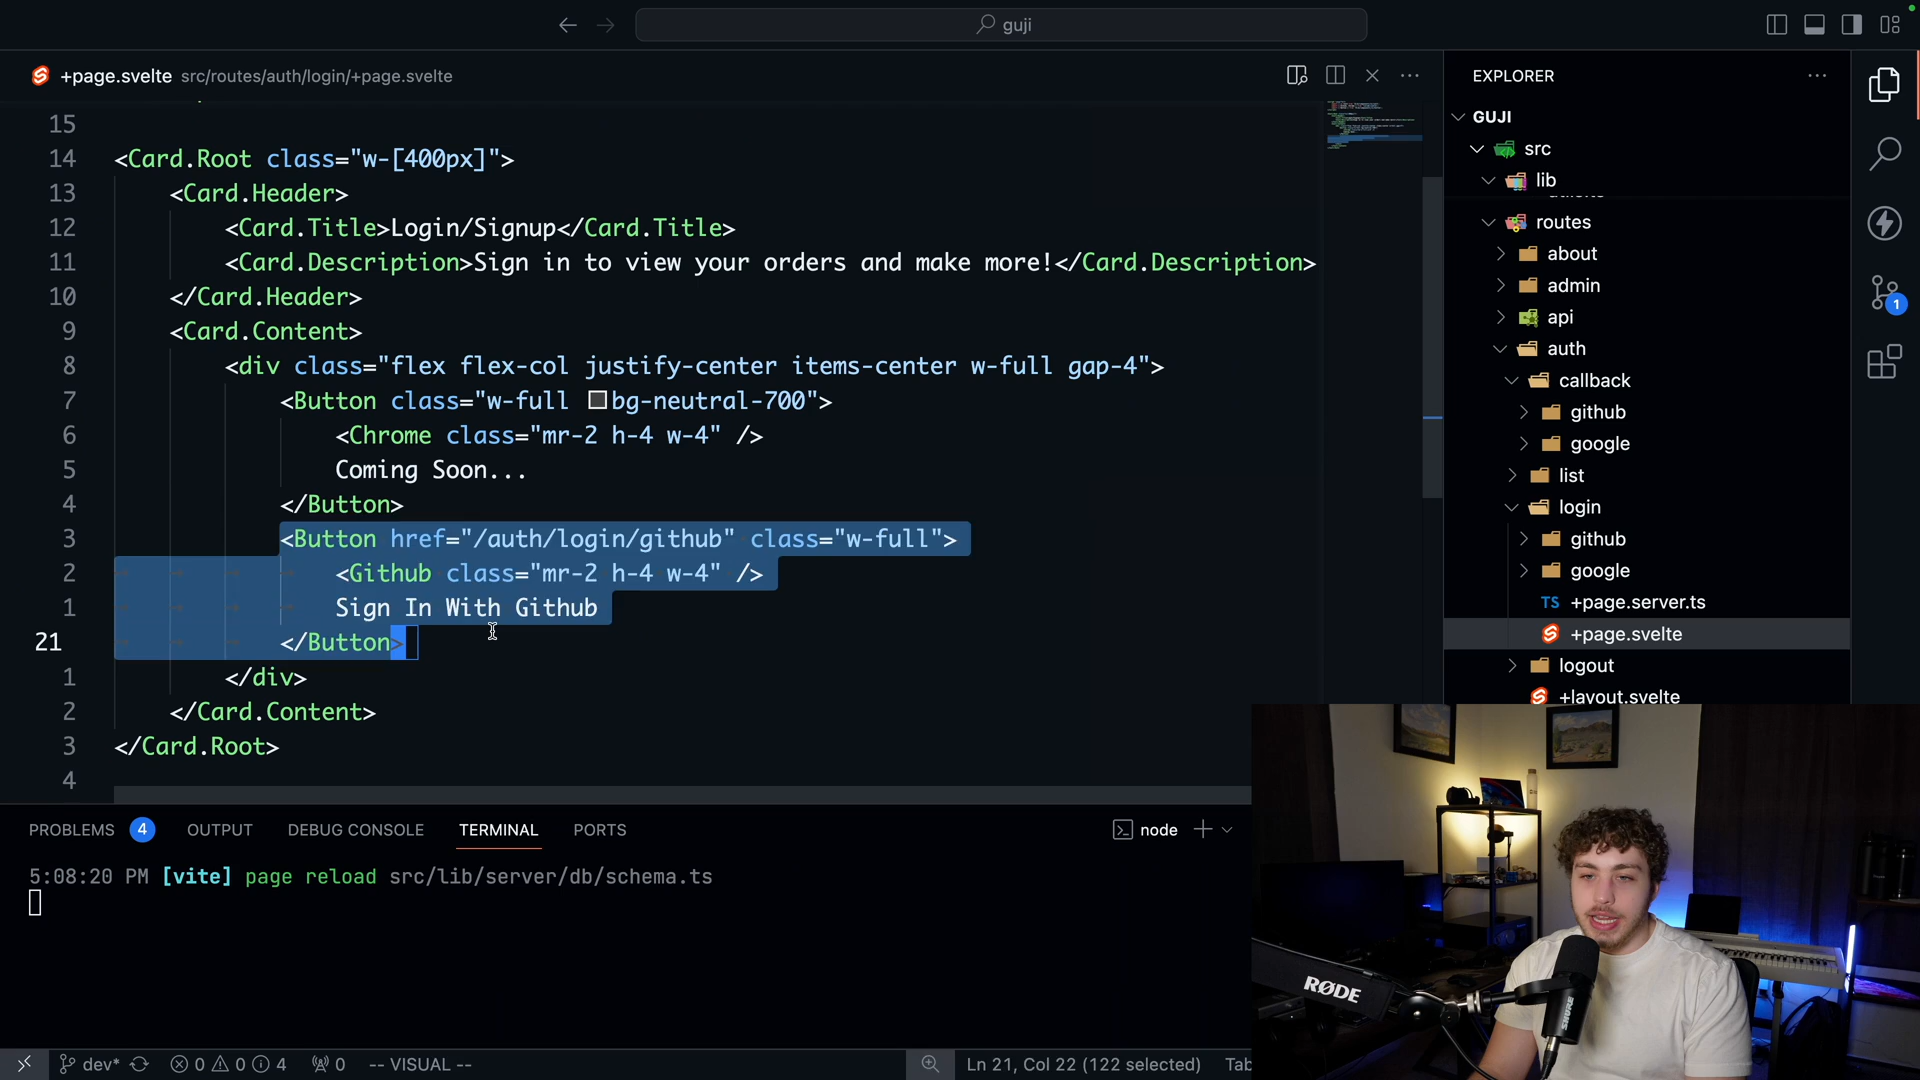 guji
+page.svelte src/routes/auth/login/+page.svelte
15
14 <Card.Root class="w-[400px]">
13 <Card.Header>
12 <Card.Title>Login/Signup</Card.Title>
11 <Card.Description>Sign in to view your orders and make more!</Card.Description>
10 </Card.Header>
9 <Card.Content>
8 <div class="flex flex-col justify-center items-center w-full gap-4">
7 <Button class="w-full bg-neutral-700">
6 <Chrome class="mr-2 h-4 w-4" />
5 Coming Soon...
4 </Button>
3 <Button href="/auth/login/github" class="w-full">
2 <Github class="mr-2 h-4 w-4" />
1 Sign In With Github
21 </Button>
1 </div>
2 </Card.Content>
3 </Card.Root>
4
EXPLORER
GUJI
src
lib
routes
about
admin
api
auth
callback
github
google
list
login
github
google
TS +page.server.ts
+page.svelte
logout
+layout.svelte
1
PROBLEMS 4 OUTPUT DEBUG CONSOLE TERMINAL PORTS
node
5:08:20 PM [vite] page reload src/lib/server/db/schema.ts
dev* 0 0 4 0 -- VISUAL --
Ln 21, Col 22 (122 selected) Tab
RØDE
SHURE